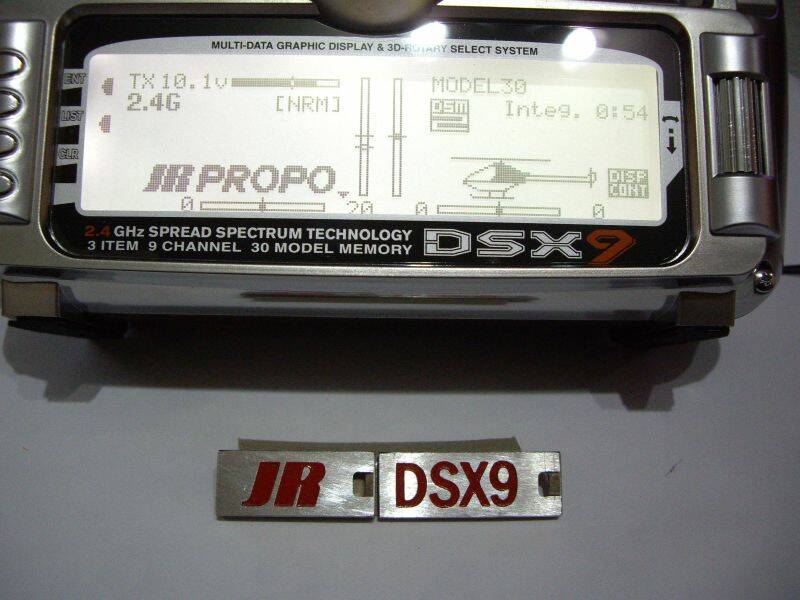 MULTI-DATA GRAPHIC DISPLAY & 3D-ROTARY SELECT SYSTEM
ENT
LIST
CLR
TX 10.1v
2.4G
[NRM]
MODEL30
DSM
Integ. 0:54
JR PROPO
DISP
CONT
0 20 0 0
2.4 GHz SPREAD SPECTRUM TECHNOLOGY
3 ITEM 9 CHANNEL 30 MODEL MEMORY
DSX9
JR
DSX9